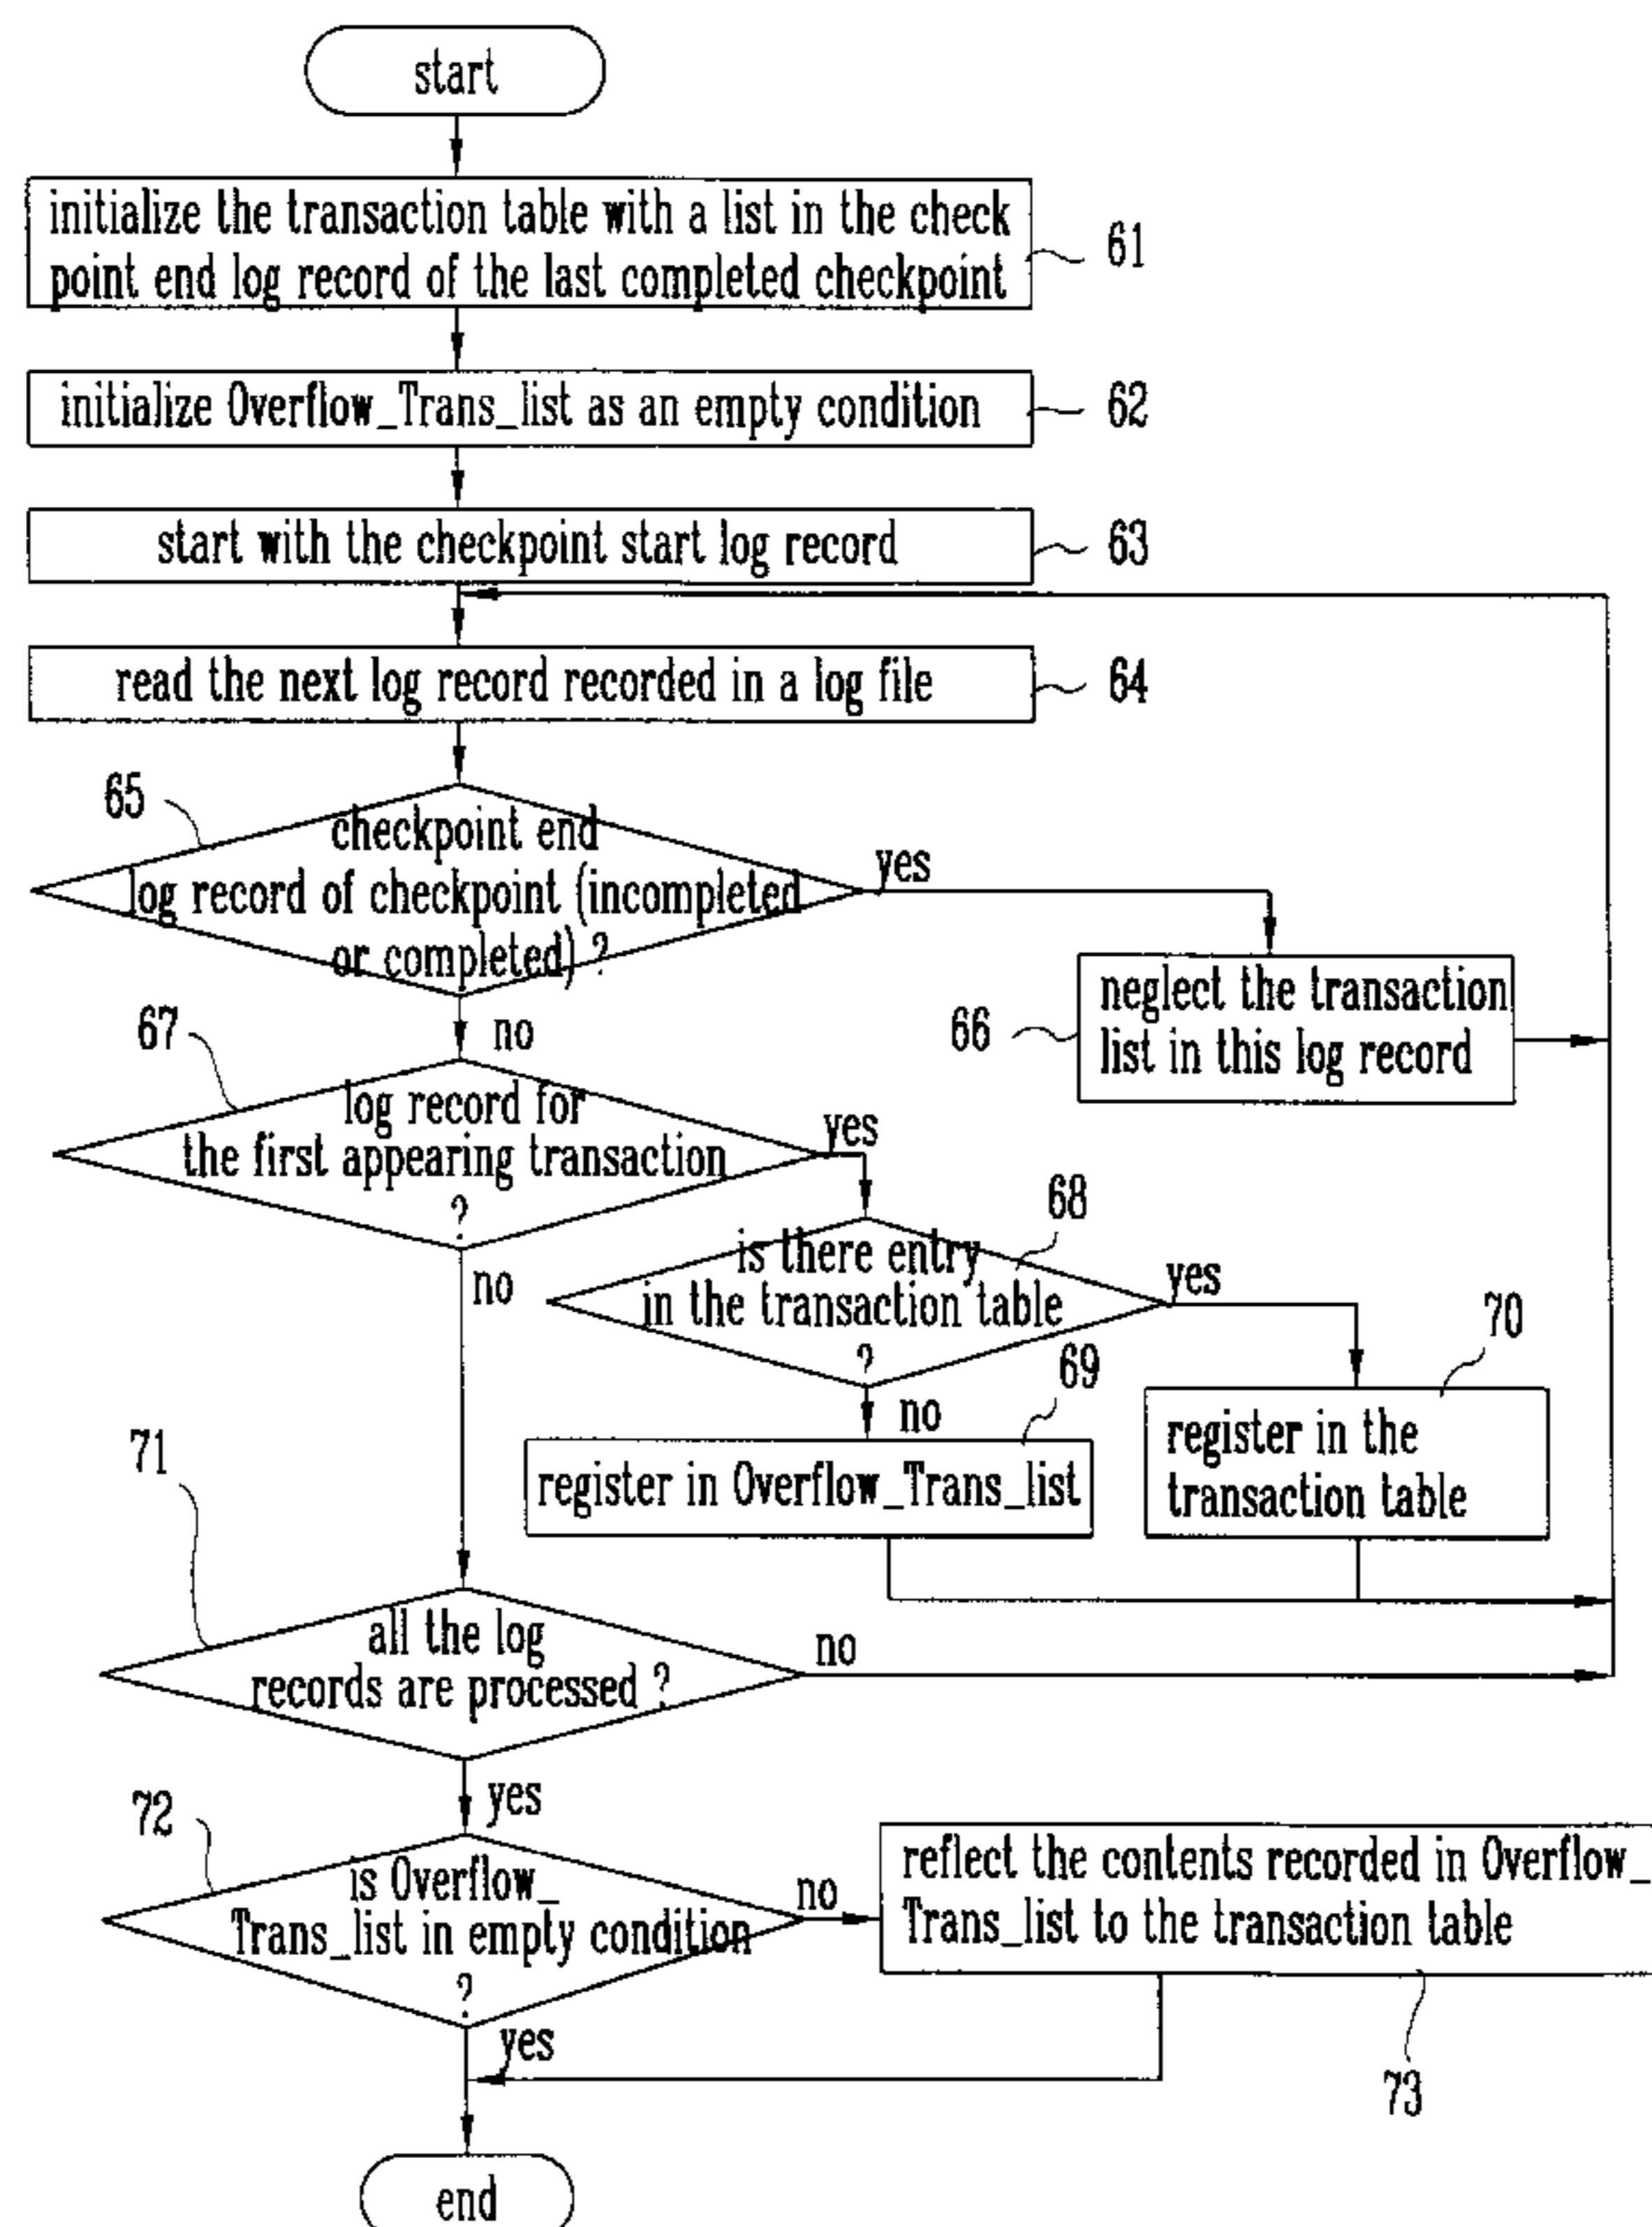 start
initialize the transaction table with a list in the check
point end log record of the last completed checkpoint
61
initialize Overflow_Trans_list as an empty condition
62
start with the checkpoint start log record
63
read the next log record recorded in a log file
64
65
checkpoint end
log record of checkpoint (incompleted
or completed) ?
yes
no
66
neglect the transaction
list in this log record
67
log record for
the first appearing transaction
?
yes
no
68
is there entry
in the transaction table
?
yes
no
69
register in Overflow_Trans_list
70
register in the
transaction table
71
all the log
records are processed ?
no
yes
72
is Overflow_
Trans_list in empty condition
?
no
yes
reflect the contents recorded in Overflow_
Trans_list to the transaction table
73
end